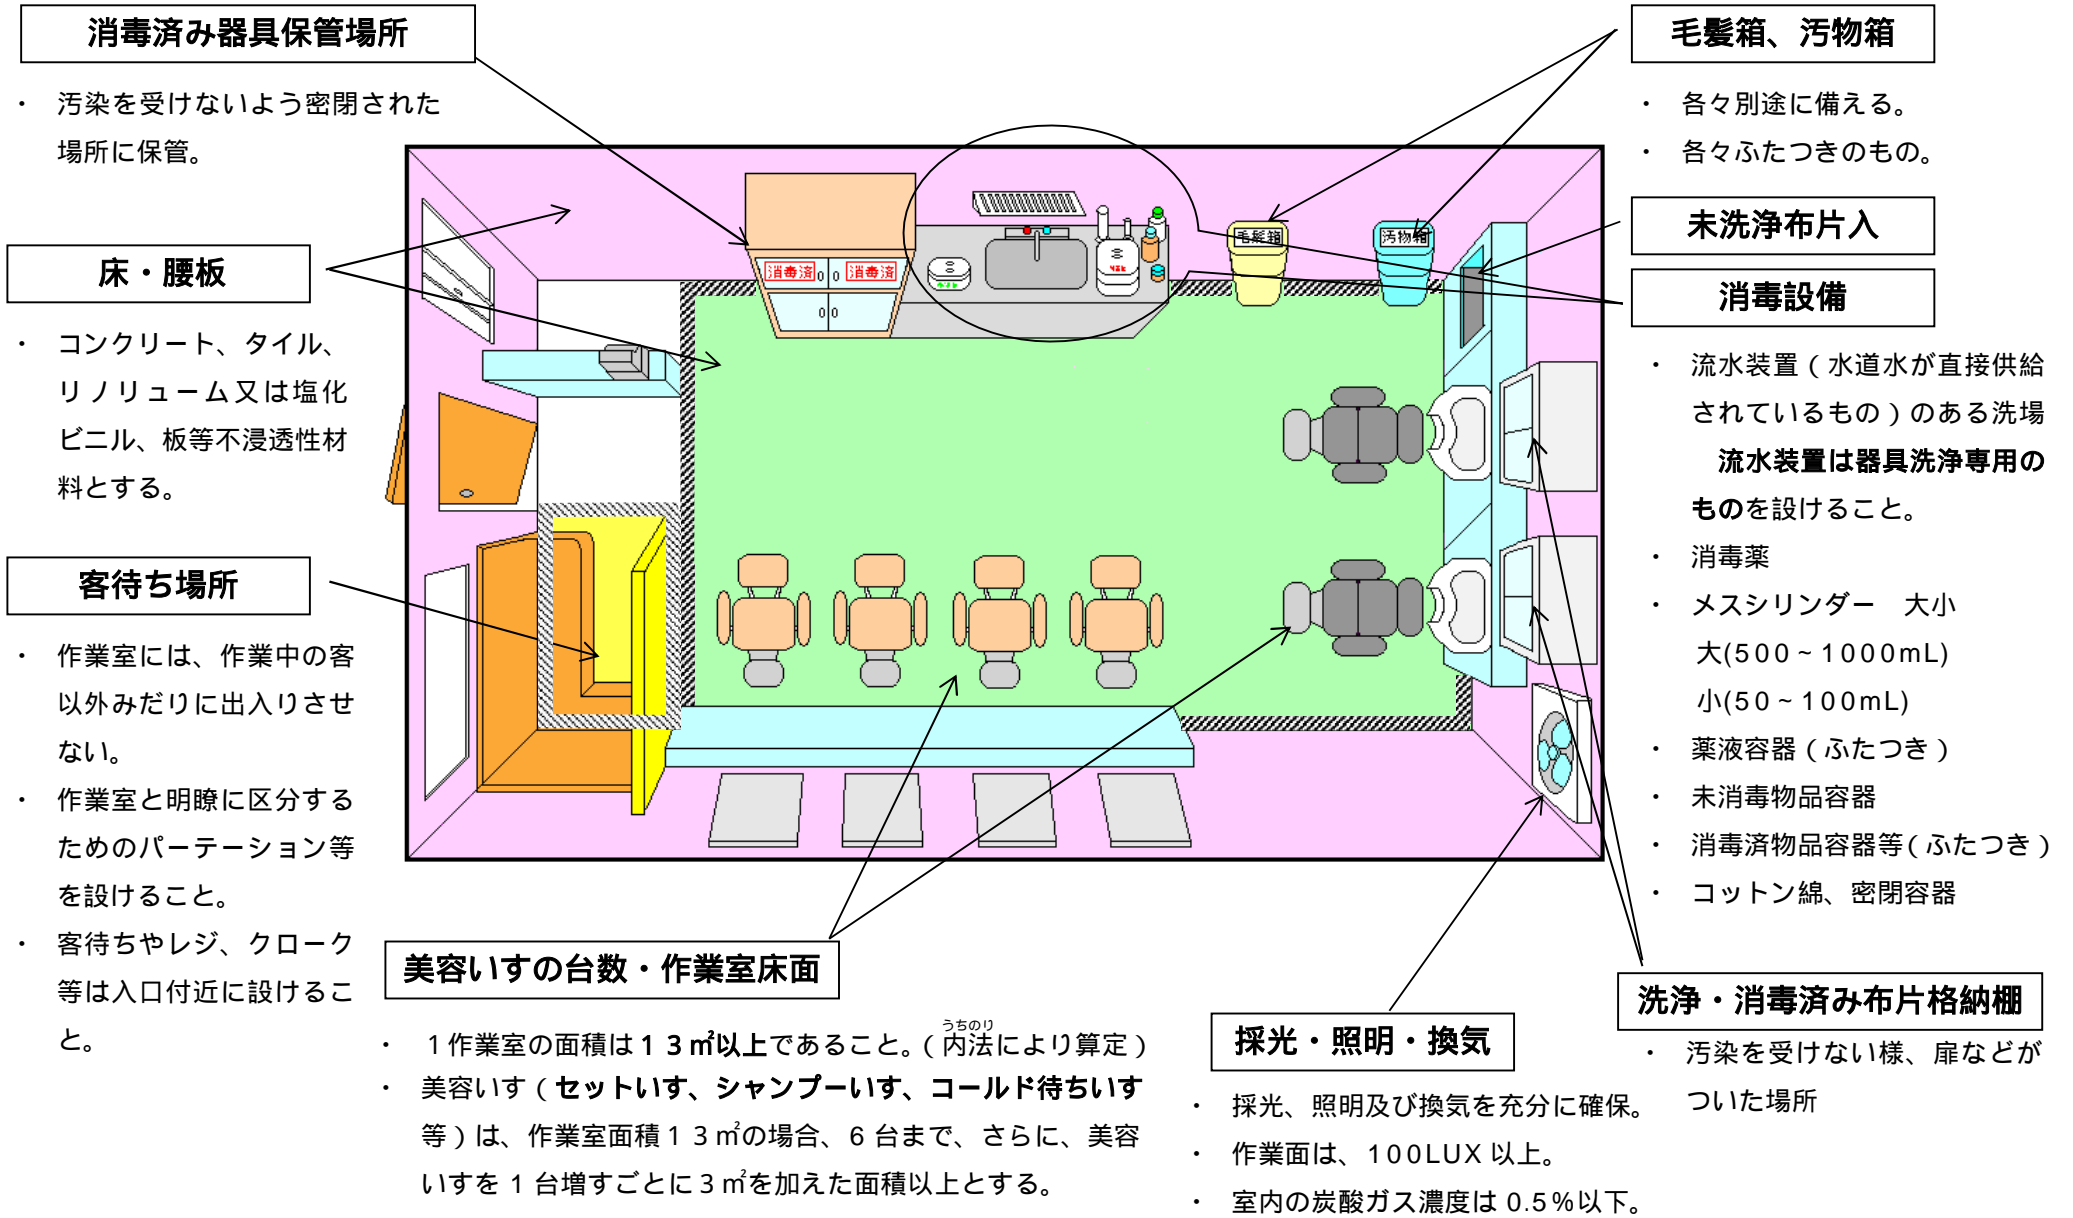 消毒済み器具保管場所
・ 汚染を受けないよう密閉された
場所に保管。
床・腰板
・ コンクリート、タイル、
リノリューム又は塩化
ビニル、板等不浸透性材
料とする。
客待ち場所
・ 作業室には、作業中の客
以外みだりに出入りさせ
ない。
・ 作業室と明瞭に区分する
ためのパーテーション等
を設けること。
・ 客待ちやレジ、クローク
等は入口付近に設けるこ
と。
消毒済
消毒済
毛髪箱
汚物箱
毛髪箱、汚物箱
・ 各々別途に備える。
・ 各々ふたつきのもの。
未洗浄布片入
消毒設備
・ 流水装置（水道水が直接供給
されているもの）のある洗場
流水装置は器具洗浄専用の
ものを設けること。
・ 消毒薬
・ メスシリンダー　大小
大(500～1000mL)
小(50～100mL)
・ 薬液容器（ふたつき）
・ 未消毒物品容器
・ 消毒済物品容器等（ふたつき）
・ コットン綿、密閉容器
洗浄・消毒済み布片格納棚
・ 汚染を受けない様、扉などが
ついた場所
美容いすの台数・作業室床面
うちのり
・ 1作業室の面積は１３㎡以上であること。（内法により算定）
・ 美容いす（セットいす、シャンプーいす、コールド待ちいす
等）は、作業室面積１３㎡の場合、6台まで、さらに、美容
いすを1台増すごとに3㎡を加えた面積以上とする。
採光・照明・換気
・ 採光、照明及び換気を充分に確保。
・ 作業面は、100LUX以上。
・ 室内の炭酸ガス濃度は0.5％以下。